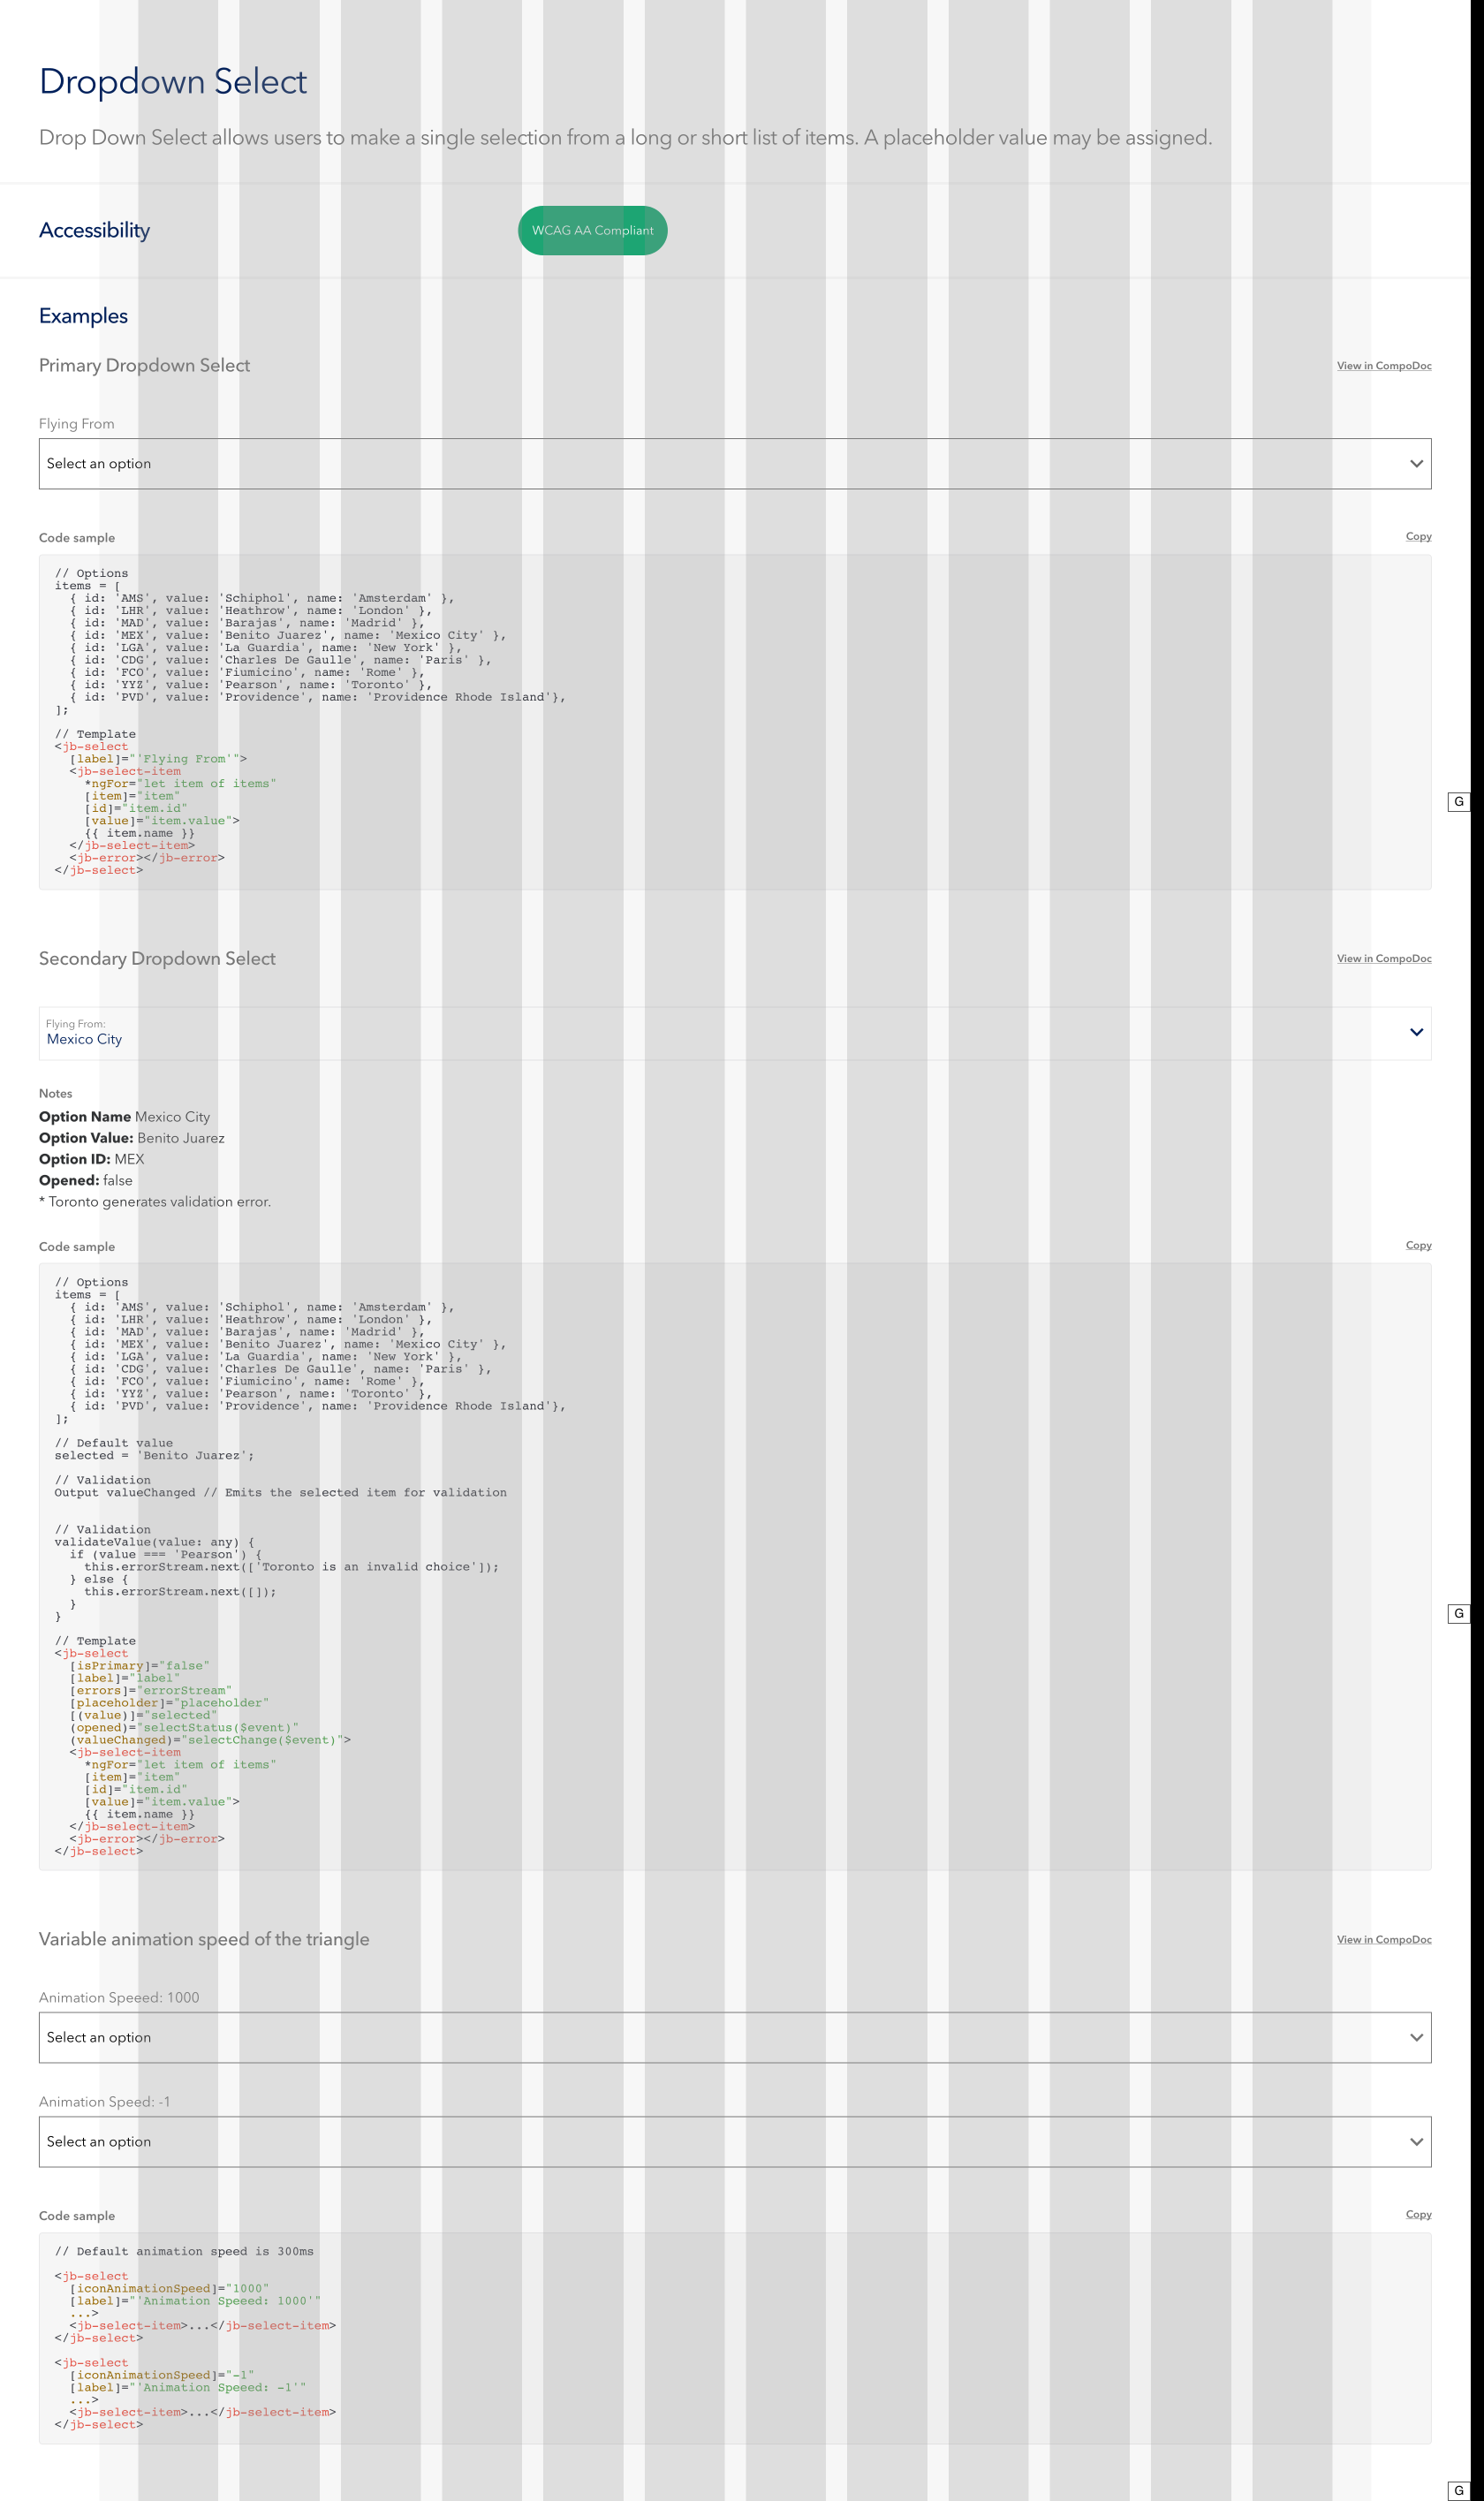 Dropdown Select
Drop Down Select allows users to make a single selection from a long or short list of items. A placeholder value may be assigned.
Accessibility
WCAG AA Compliant
Examples
Primary Dropdown Select
View in CompoDoc
Flying From
Select an option
Code sample
Copy
// Options
items = [
  { id: 'AMS', value: 'Schiphol', name: 'Amsterdam' },
  { id: 'LHR', value: 'Heathrow', name: 'London' },
  { id: 'MAD', value: 'Barajas', name: 'Madrid' },
  { id: 'MEX', value: 'Benito Juarez', name: 'Mexico City' },
  { id: 'LGA', value: 'La Guardia', name: 'New York' },
  { id: 'CDG', value: 'Charles De Gaulle', name: 'Paris' },
  { id: 'FCO', value: 'Fiumicino', name: 'Rome' },
  { id: 'YYZ', value: 'Pearson', name: 'Toronto' },
  { id: 'PVD', value: 'Providence', name: 'Providence Rhode Island'},
];
// Template
<jb-select
  [label]="'Flying From'">
  <jb-select-item
    *ngFor="let item of items"
    [item]="item"
    [id]="item.id"
G
    [value]="item.value">
    {{ item.name }}
  </jb-select-item>
  <jb-error></jb-error>
</jb-select>
Secondary Dropdown Select
View in CompoDoc
Flying From:
Mexico City
Notes
Option Name Mexico City
Option Value: Benito Juarez
Option ID: MEX
Opened: false
* Toronto generates validation error.
Code sample
Copy
// Options
items = [
  { id: 'AMS', value: 'Schiphol', name: 'Amsterdam' },
  { id: 'LHR', value: 'Heathrow', name: 'London' },
  { id: 'MAD', value: 'Barajas', name: 'Madrid' },
  { id: 'MEX', value: 'Benito Juarez', name: 'Mexico City' },
  { id: 'LGA', value: 'La Guardia', name: 'New York' },
  { id: 'CDG', value: 'Charles De Gaulle', name: 'Paris' },
  { id: 'FCO', value: 'Fiumicino', name: 'Rome' },
  { id: 'YYZ', value: 'Pearson', name: 'Toronto' },
  { id: 'PVD', value: 'Providence', name: 'Providence Rhode Island'},
];
// Default value
selected = 'Benito Juarez';
// Validation
Output valueChanged // Emits the selected item for validation
// Validation
validateValue(value: any) {
  if (value === 'Pearson') {
    this.errorStream.next(['Toronto is an invalid choice']);
  } else {
    this.errorStream.next([]);
  }
G
}
// Template
<jb-select
  [isPrimary]="false"
  [label]="label"
  [errors]="errorStream"
  [placeholder]="placeholder"
  [(value)]="selected"
  (opened)="selectStatus($event)"
  (valueChanged)="selectChange($event)">
  <jb-select-item
    *ngFor="let item of items"
    [item]="item"
    [id]="item.id"
    [value]="item.value">
    {{ item.name }}
  </jb-select-item>
  <jb-error></jb-error>
</jb-select>
Variable animation speed of the triangle
View in CompoDoc
Animation Speeed: 1000
Select an option
Animation Speed: -1
Select an option
Code sample
Copy
// Default animation speed is 300ms
<jb-select
  [iconAnimationSpeed]="1000"
  [label]="'Animation Speeed: 1000'"
  ...>
  <jb-select-item>...</jb-select-item>
</jb-select>
<jb-select
  [iconAnimationSpeed]="-1"
  [label]="'Animation Speeed: -1'"
  ...>
  <jb-select-item>...</jb-select-item>
</jb-select>
G